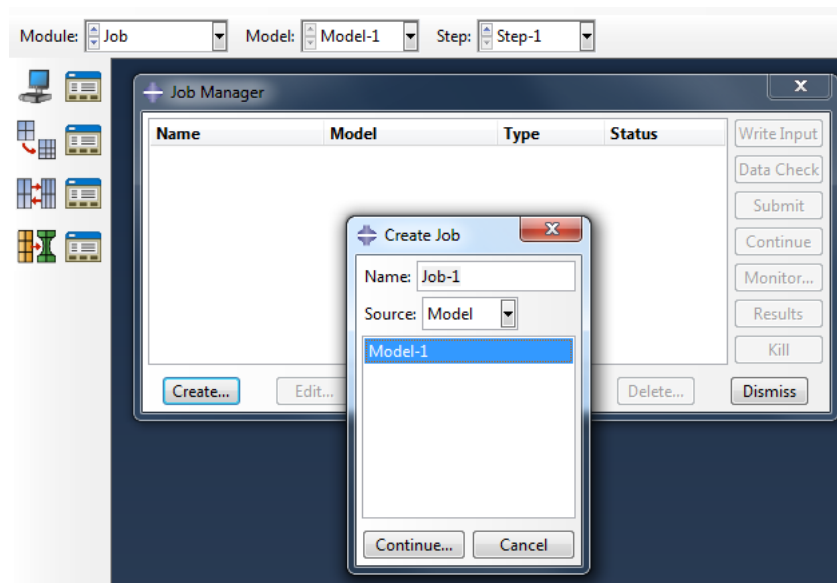 Module: Job Model: Model-1 Step: Step-1
Job Manager
x
Name Model Type Status
Write Input
Data Check
Submit
Continue
Monitor...
Results
Kill
Create... Edit... Delete... Dismiss
Create Job
x
Name: Job-1
Source: Model
Model-1
Continue... Cancel